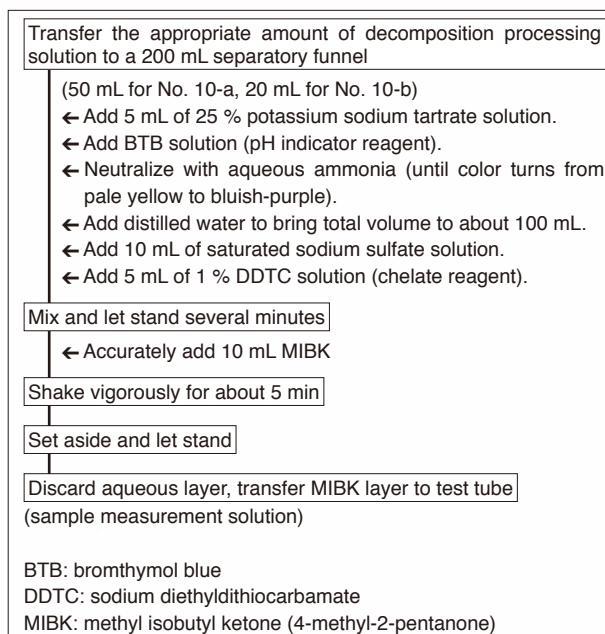 Transfer the appropriate amount of decomposition processing
solution to a 200 mL separatory funnel
(50 mL for No. 10-a, 20 mL for No. 10-b)
← Add 5 mL of 25 % potassium sodium tartrate solution.
← Add BTB solution (pH indicator reagent).
← Neutralize with aqueous ammonia (until color turns from
pale yellow to bluish-purple).
← Add distilled water to bring total volume to about 100 mL.
← Add 10 mL of saturated sodium sulfate solution.
← Add 5 mL of 1 % DDTC solution (chelate reagent).
Mix and let stand several minutes
← Accurately add 10 mL MIBK
Shake vigorously for about 5 min
Set aside and let stand
Discard aqueous layer, transfer MIBK layer to test tube
(sample measurement solution)
BTB: bromthymol blue
DDTC: sodium diethyldithiocarbamate
MIBK: methyl isobutyl ketone (4-methyl-2-pentanone)